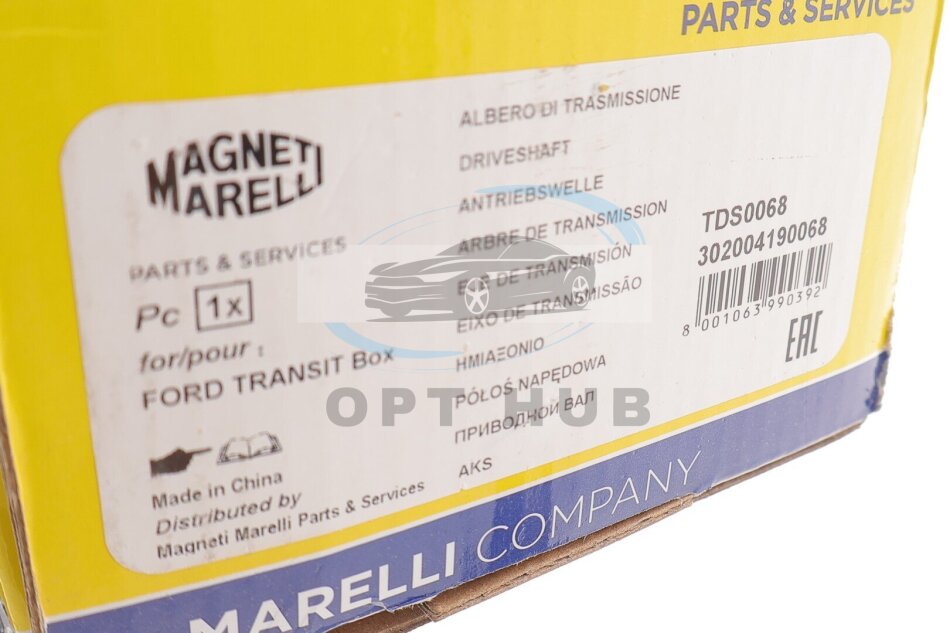 PARTS & SERVICES
MAGNETI
MARELLI
PARTS & SERVICES
Pc 1x
for/pour :
FORD TRANSIT Box
Made in China
Distributed by
Magneti Marelli Parts & Services
ALBERO DI TRASMISSIONE
DRIVESHAFT
ANTRIEBSWELLE
ARBRE DE TRANSMISSION
EJE DE TRANSMISIÓN
EIXO DE TRANSMISSÃO
ΗΜΙΑΞΟΝΙΟ
PÓŁOŚ NAPĘDOWA
ПРИВОДНОЙ ВАЛ
AKS
TDS0068
302004190068
8 001063 990392
EAC
OPT HUB
MARELLI COMPANY